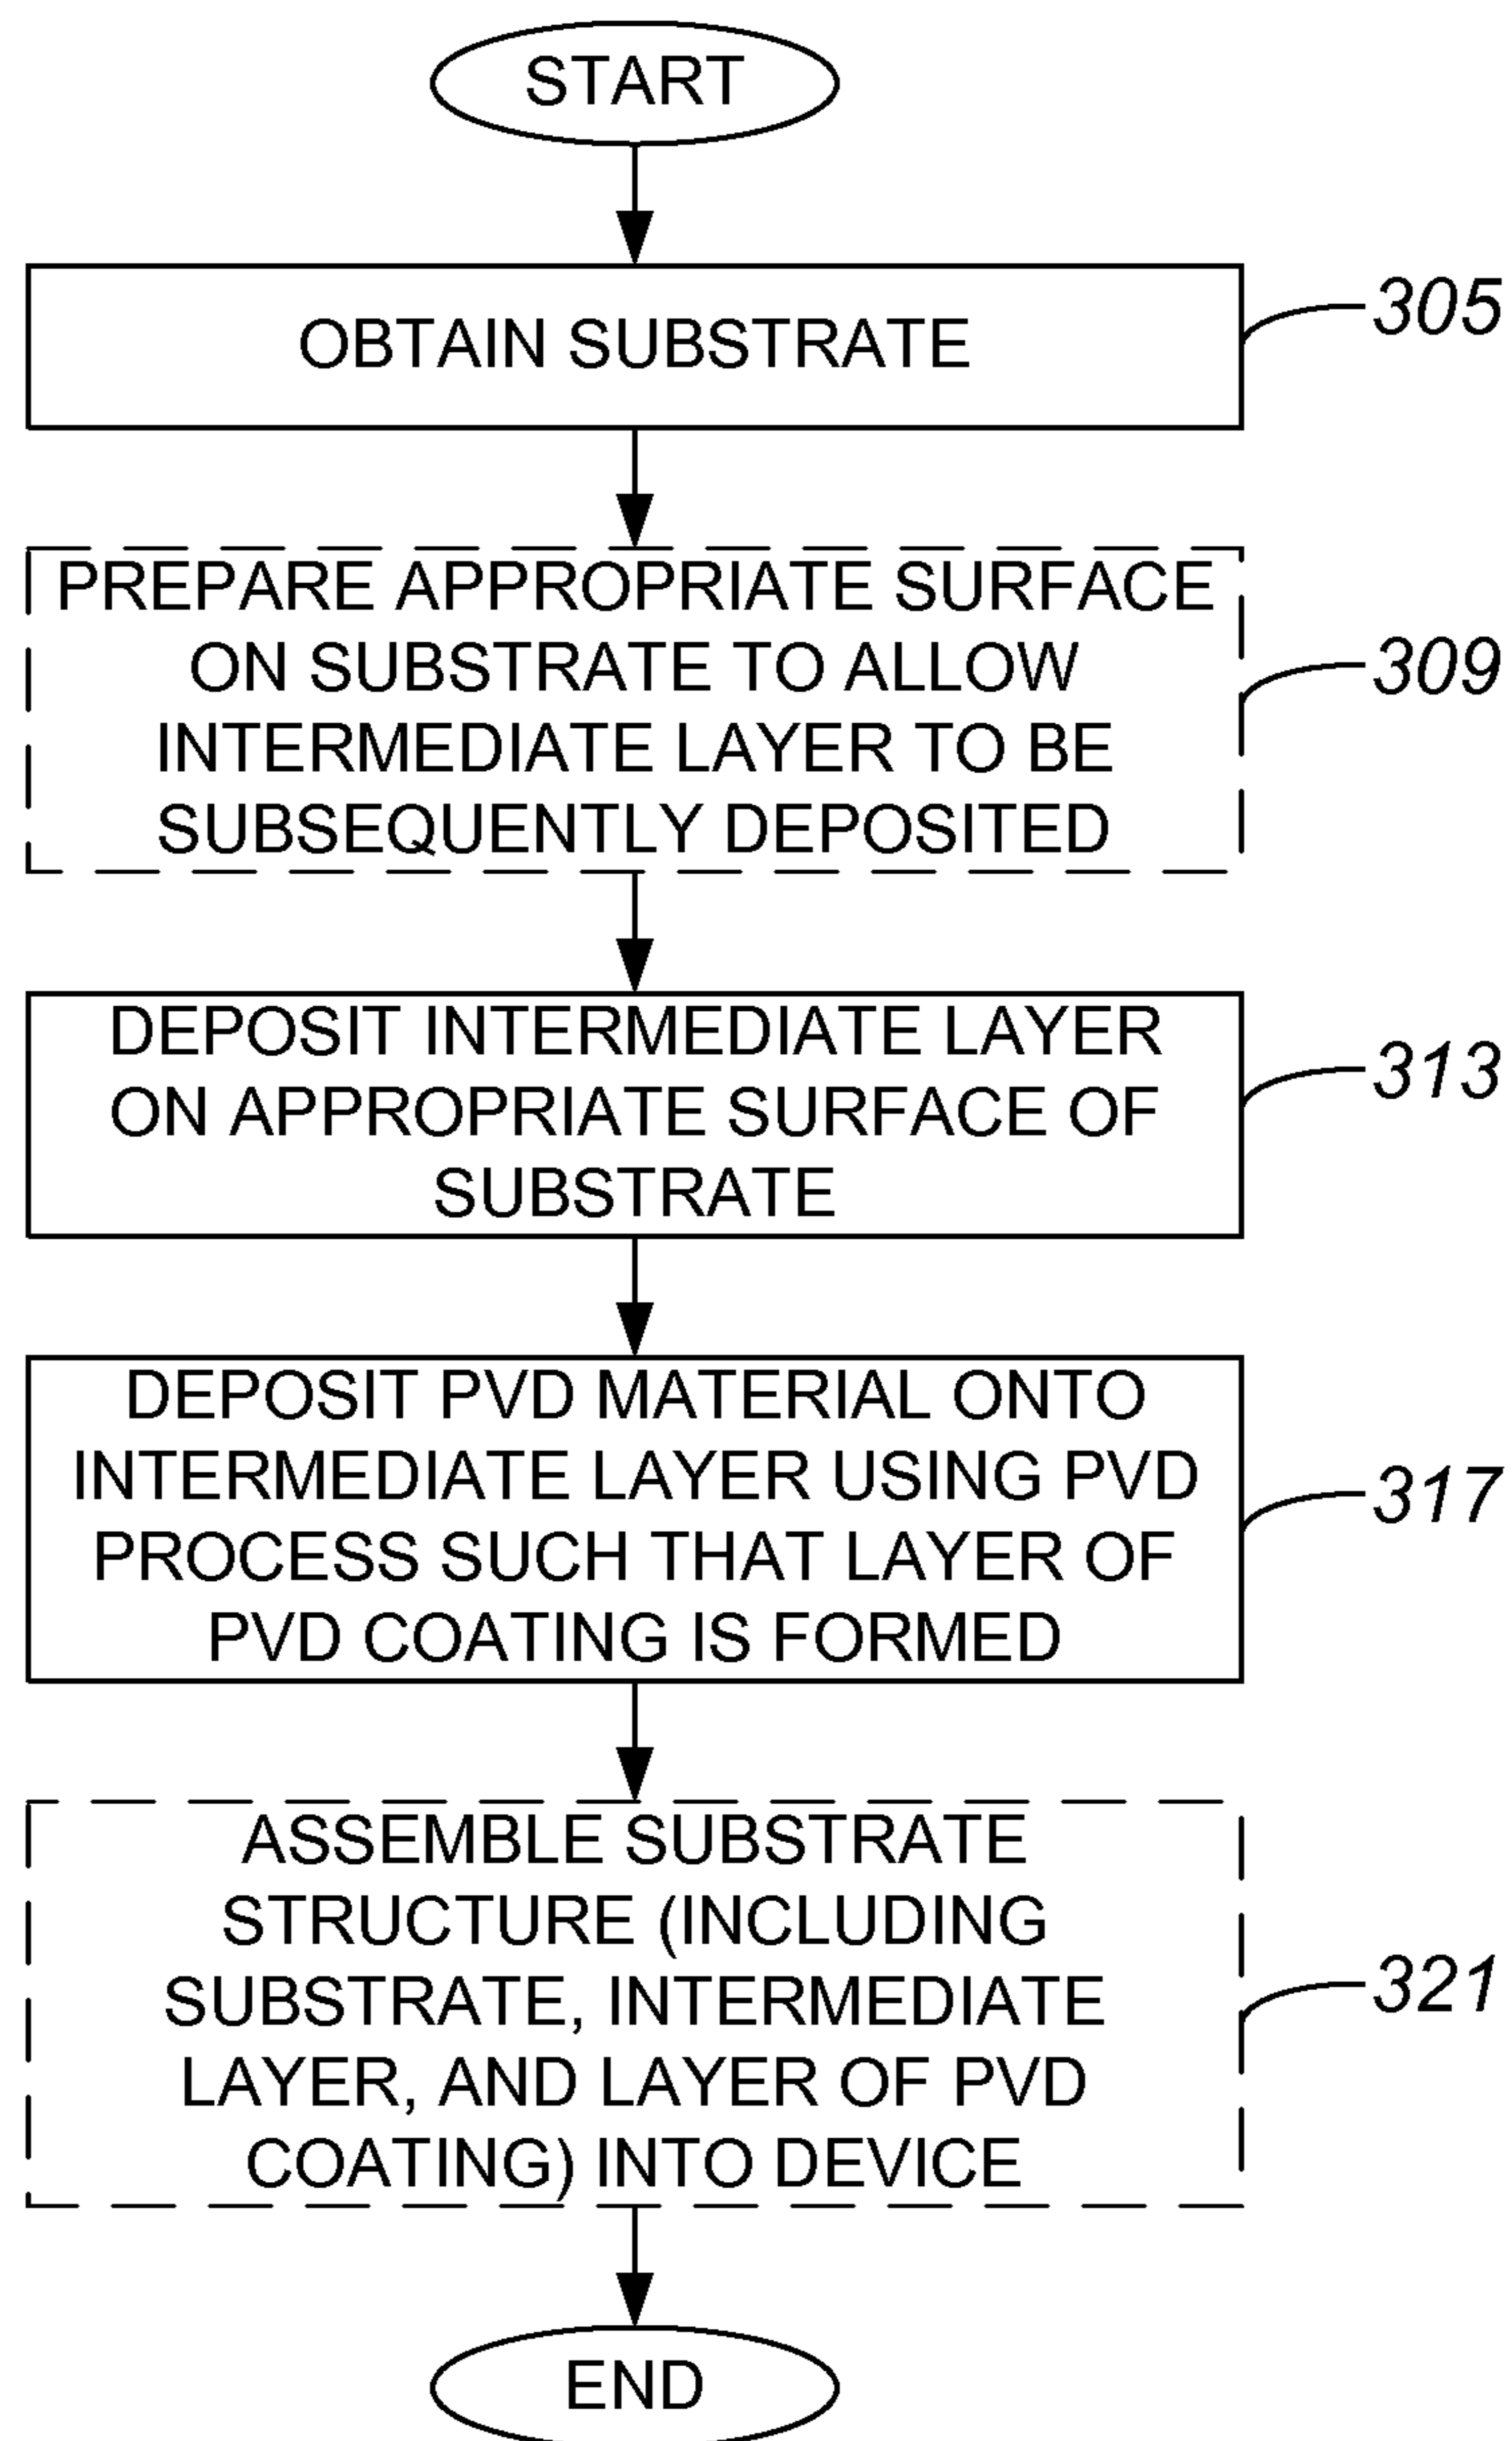 START
OBTAIN SUBSTRATE
305
PREPARE APPROPRIATE SURFACE
ON SUBSTRATE TO ALLOW
INTERMEDIATE LAYER TO BE
SUBSEQUENTLY DEPOSITED
309
DEPOSIT INTERMEDIATE LAYER
ON APPROPRIATE SURFACE OF
SUBSTRATE
313
DEPOSIT PVD MATERIAL ONTO
INTERMEDIATE LAYER USING PVD
PROCESS SUCH THAT LAYER OF
PVD COATING IS FORMED
317
ASSEMBLE SUBSTRATE
STRUCTURE (INCLUDING
SUBSTRATE, INTERMEDIATE
LAYER, AND LAYER OF PVD
COATING) INTO DEVICE
321
END